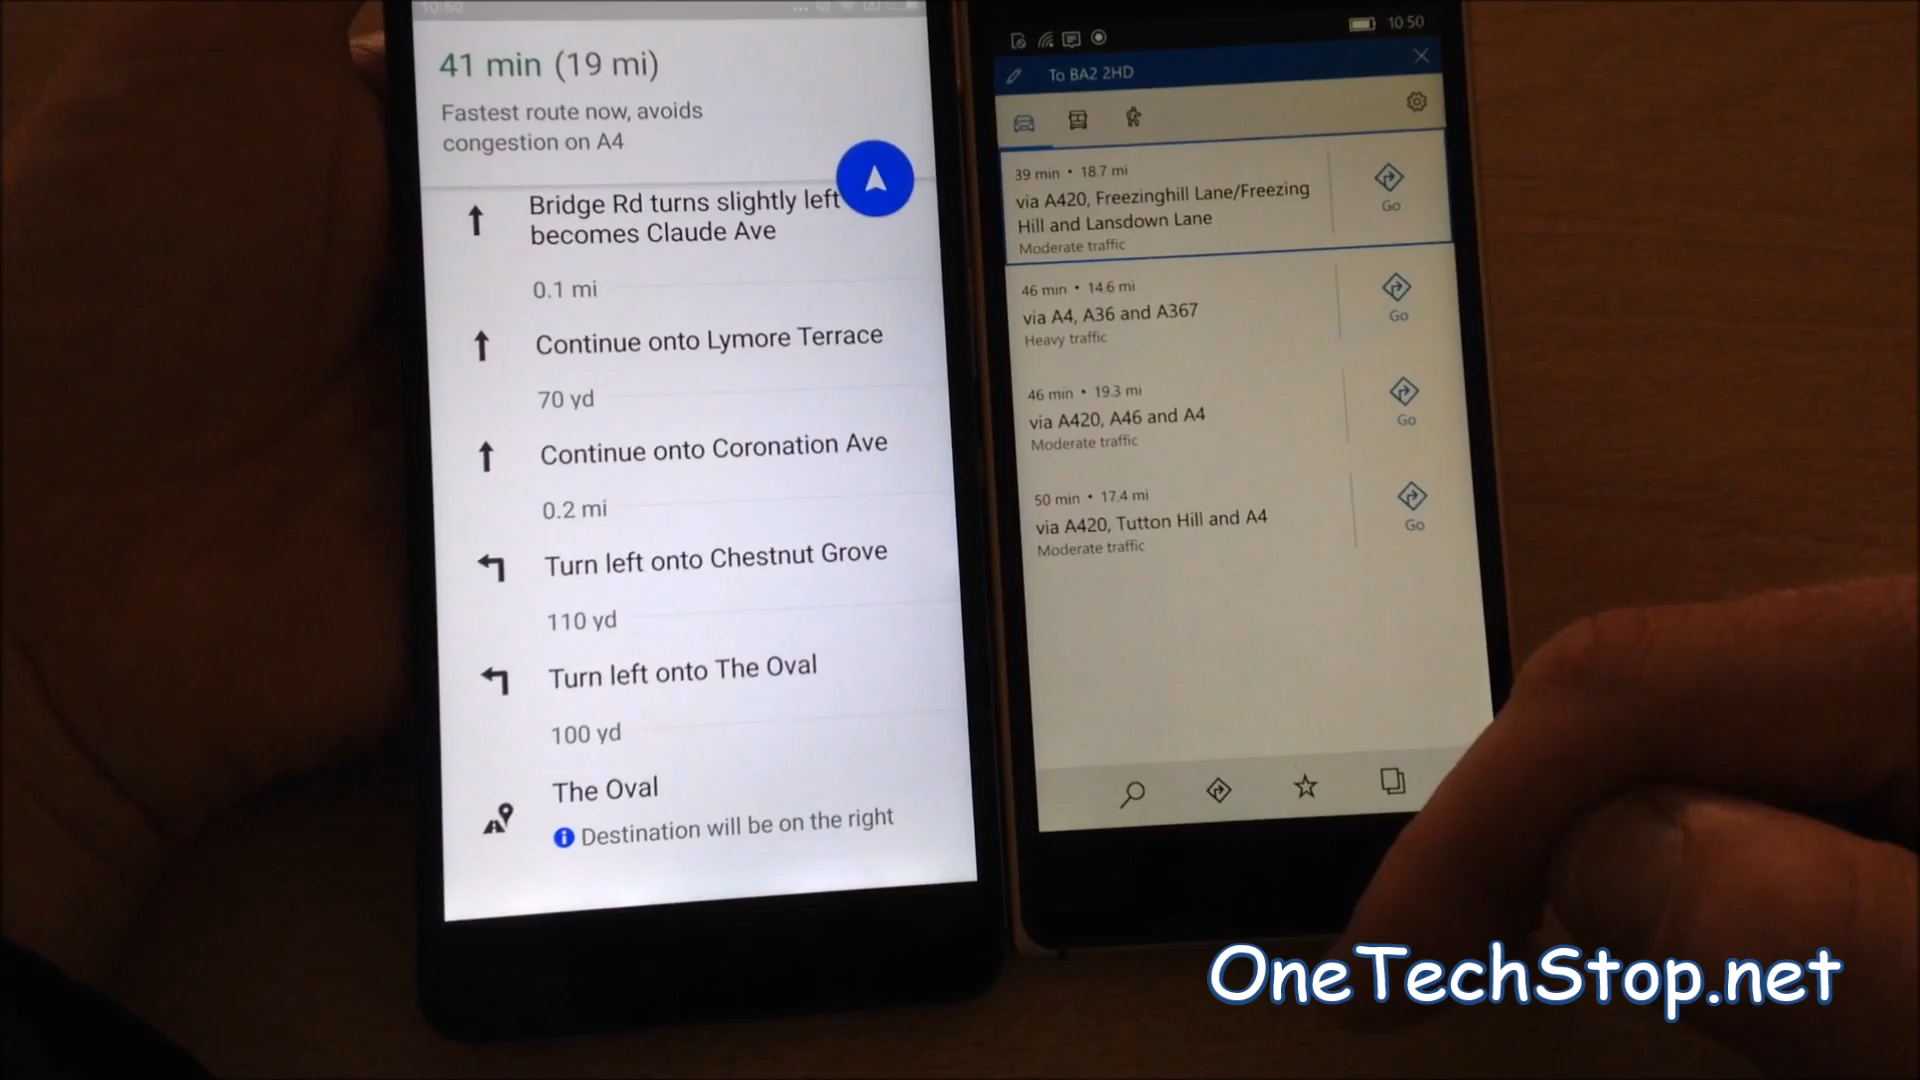 10:50
41 min (19 mi)
Fastest route now, avoids
congestion on A4
Bridge Rd turns slightly left
becomes Claude Ave
0.1 mi
Continue onto Lymore Terrace
70 yd
Continue onto Coronation Ave
0.2 mi
Turn left onto Chestnut Grove
110 yd
Turn left onto The Oval
100 yd
The Oval
Destination will be on the right
10:50
To BA2 2HD
39 min • 18.7 mi
via A420, Freezinghill Lane/Freezing
Hill and Lansdown Lane
Moderate traffic
Go
46 min • 14.6 mi
via A4, A36 and A367
Heavy traffic
Go
46 min • 19.3 mi
via A420, A46 and A4
Moderate traffic
Go
50 min • 17.4 mi
via A420, Tutton Hill and A4
Moderate traffic
Go
OneTechStop.net